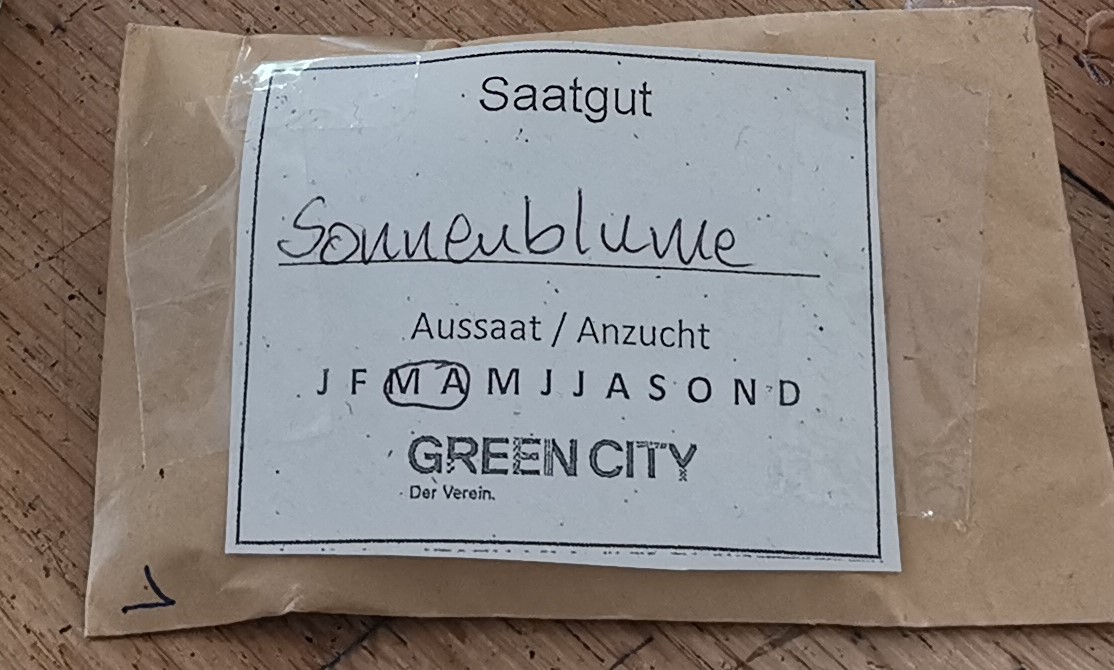 Saatgut
Sonnenblume
Aussaat / Anzucht
J F M A M J J A S O N D
GREEN CITY
Der Verein.